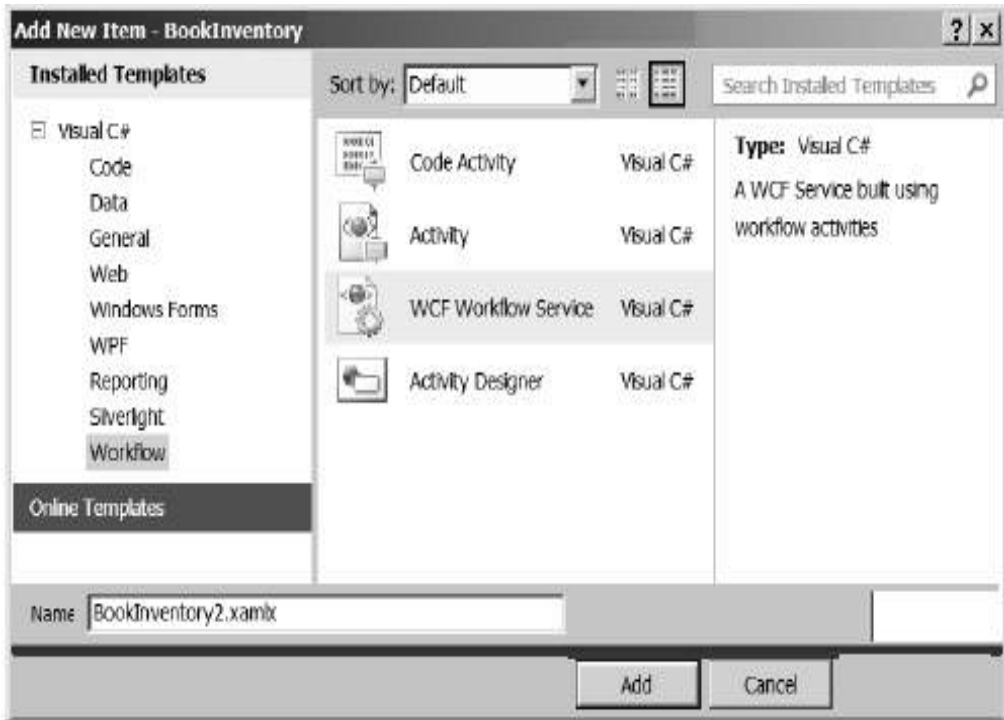 Add New Item - BookInventory
? ×
Installed Templates
Sort by: Default
Search Installed Templates
Visual C#
Code
Data
General
Web
Windows Forms
WPF
Reporting
Silverlight
Workflow
Online Templates
Code Activity Visual C#
Activity Visual C#
WCF Workflow Service Visual C#
Activity Designer Visual C#
Type: Visual C#
A WCF Service built using
workflow activities
Name BookInventory2.xamlx
Add
Cancel